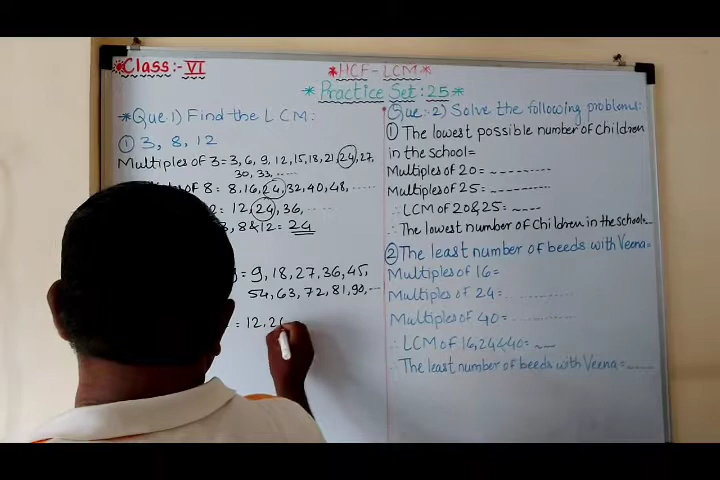 *Class:- VI
*HCF-LCM*
*Practice Set: 25*
*Que.1) Find the LCM:
① 3, 8, 12
Multiples of 3=3, 6, 9, 12, 15, 18, 21, 24, 27,
30, 33, ------
of 8= 8, 16, 24, 32, 40, 48, ......
= 12, 24, 36, ......
8 & 12 = 24
= 9, 18, 27, 36, 45,
54, 63, 72, 81, 90, ...
= 12, 2
Que:-2) Solve the following problems:
① The lowest possible number of children
in the school=
Multiples of 20= ----------
Multiples of 25= ----------
∴ LCM of 20&25= ----
∴ The lowest number of children in the school=--
② The least number of beeds with Veena=
Multiples of 16=
Multiples of 24= ..........
Multiples of 40= ..........
∴ LCM of 16,24&40= ---
∴ The least number of beeds with Veena= -----